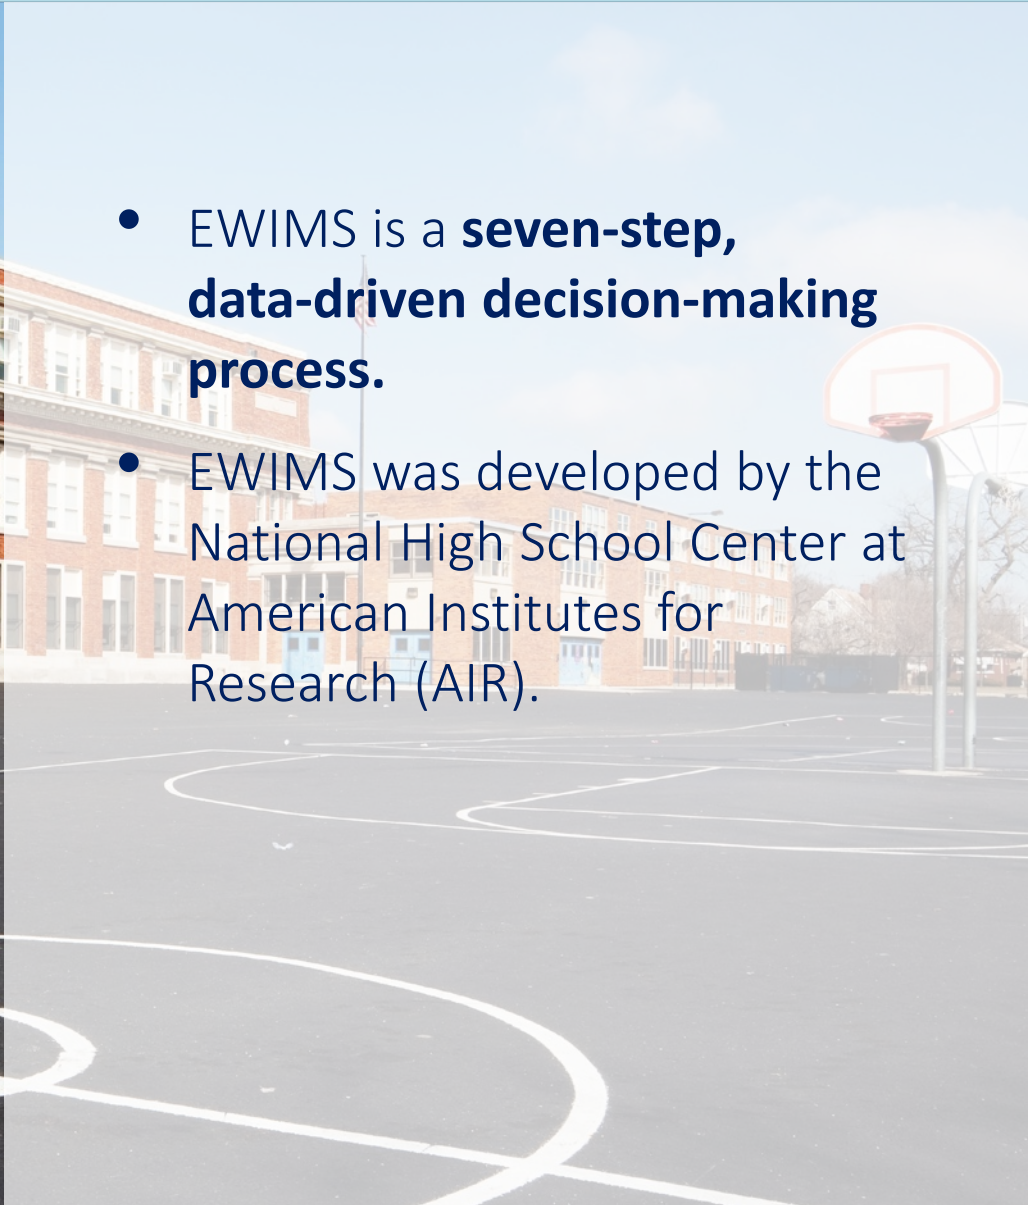 • EWIMS is a seven-step,
data-driven decision-making
process.
• EWIMS was developed by the
National High School Center at
American Institutes for
Research (AIR).